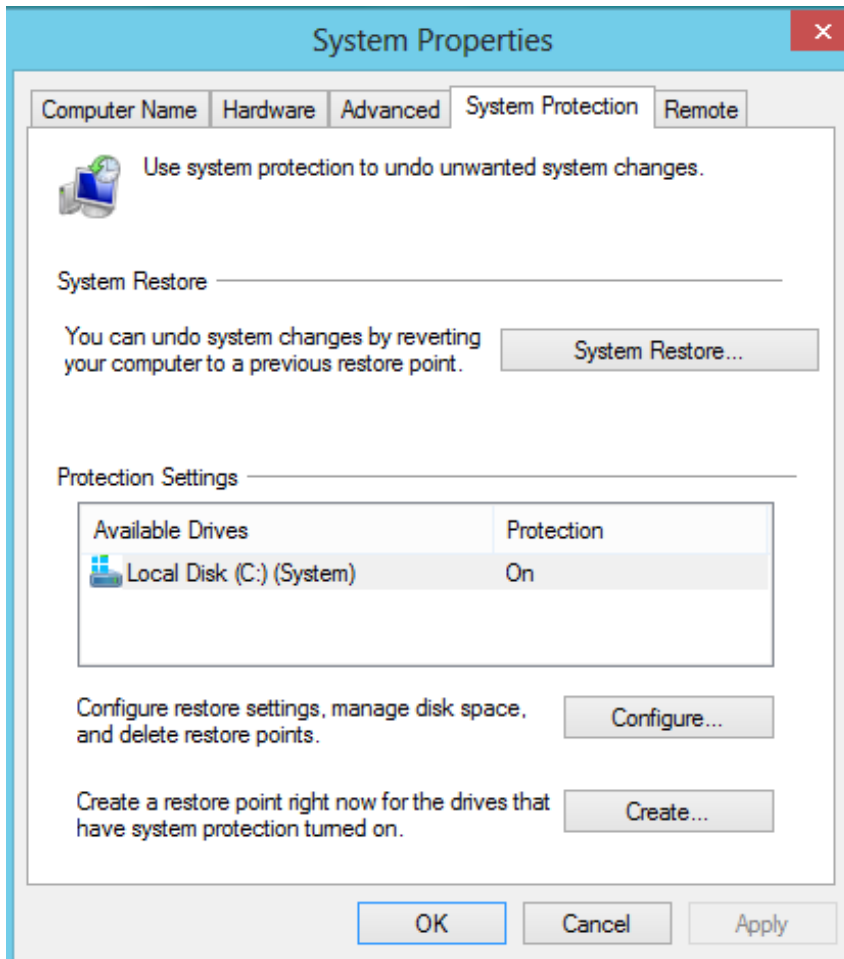 System Properties
Computer Name Hardware Advanced System Protection Remote
Use system protection to undo unwanted system changes.
System Restore
You can undo system changes by reverting
your computer to a previous restore point.
System Restore...
Protection Settings
Available Drives Protection
Local Disk (C:) (System) On
Configure restore settings, manage disk space,
and delete restore points.
Configure...
Create a restore point right now for the drives that
have system protection turned on.
Create...
OK Cancel Apply